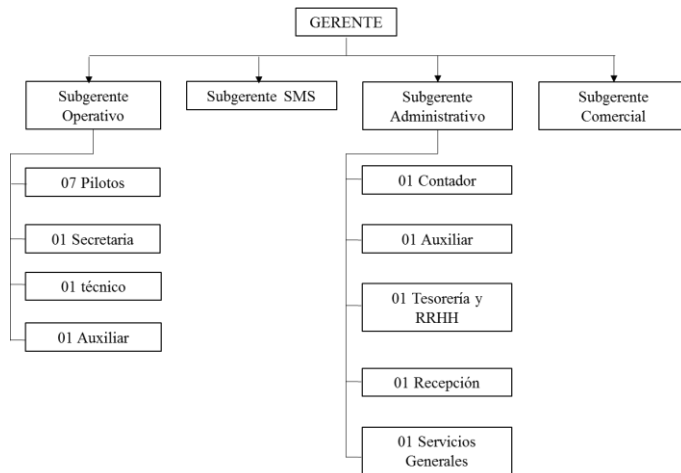 GERENTE
Subgerente
Operativo
Subgerente SMS
Subgerente
Administrativo
Subgerente
Comercial
07 Pilotos
01 Secretaria
01 técnico
01 Auxiliar
01 Contador
01 Auxiliar
01 Tesorería y
RRHH
01 Recepción
01 Servicios
Generales